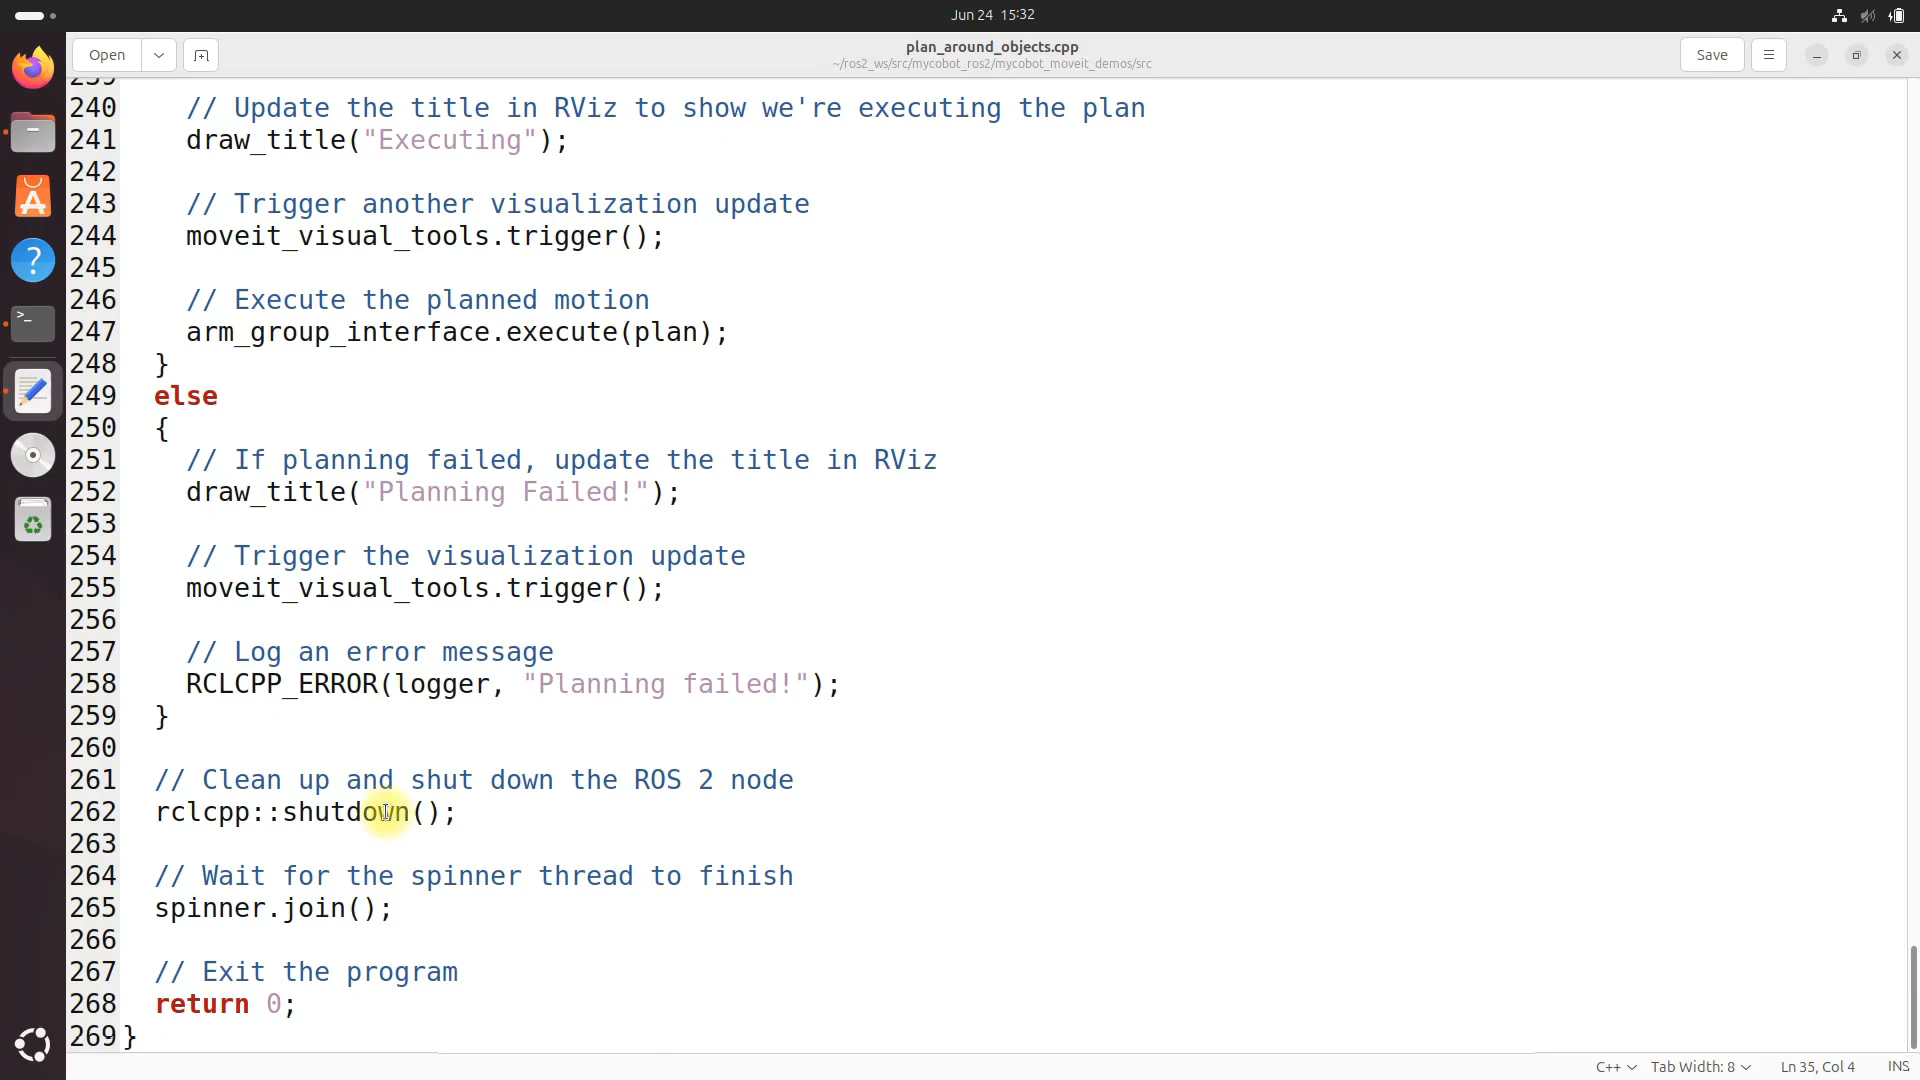 Jun 24 15:32
Open
plan_around_objects.cpp
~/ros2_ws/src/mycobot_ros2/mycobot_moveit_demos/src
Save
239
240 // Update the title in RViz to show we're executing the plan
241 draw_title("Executing");
242
243 // Trigger another visualization update
244 moveit_visual_tools.trigger();
245
246 // Execute the planned motion
247 arm_group_interface.execute(plan);
248 }
249 else
250 {
251 // If planning failed, update the title in RViz
252 draw_title("Planning Failed!");
253
254 // Trigger the visualization update
255 moveit_visual_tools.trigger();
256
257 // Log an error message
258 RCLCPP_ERROR(logger, "Planning failed!");
259 }
260
261 // Clean up and shut down the ROS 2 node
262 rclcpp::shutdown();
263
264 // Wait for the spinner thread to finish
265 spinner.join();
266
267 // Exit the program
268 return 0;
269 }
C++ Tab Width: 8 Ln 35, Col 4 INS